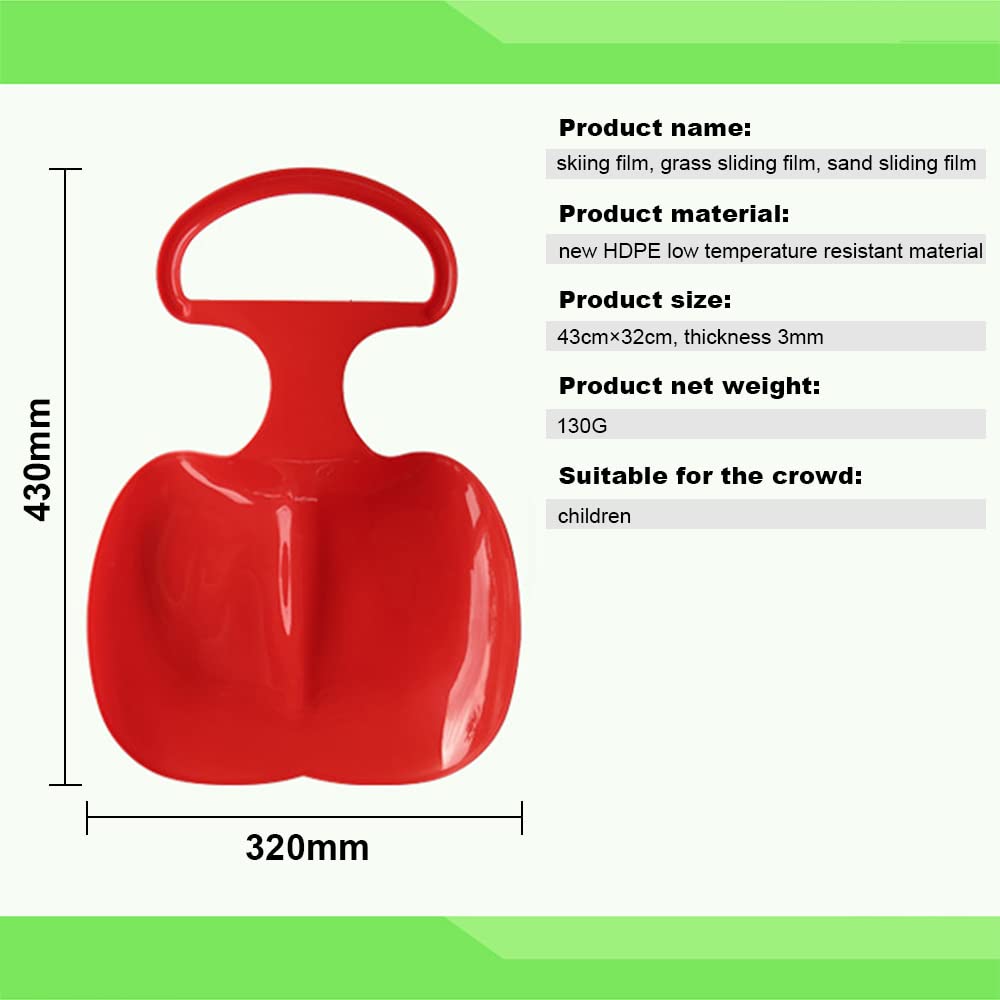 Product name:
skiing film, grass sliding film, sand sliding film
Product material:
new HDPE low temperature resistant material
Product size:
43cm×32cm, thickness 3mm
Product net weight:
130G
Suitable for the crowd:
children
430mm
320mm